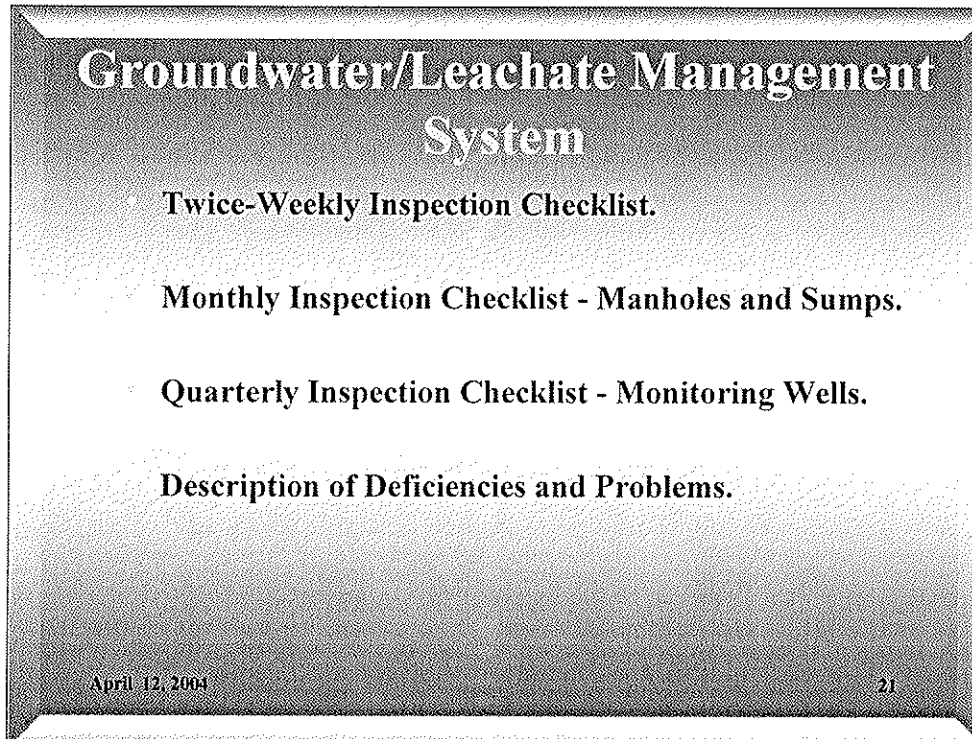 Groundwater/Leachate Management
System
Twice-Weekly Inspection Checklist.
Monthly Inspection Checklist - Manholes and Sumps.
Quarterly Inspection Checklist - Monitoring Wells.
Description of Deficiencies and Problems.
April 12, 2004
21